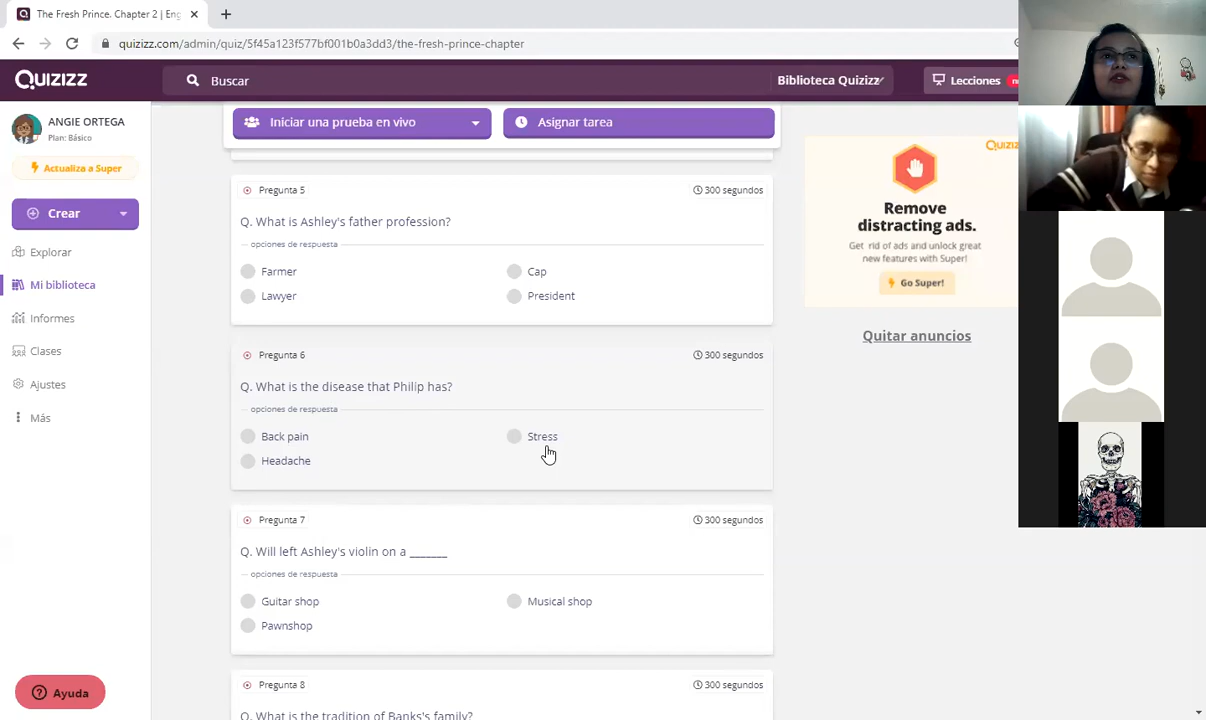 The Fresh Prince. Chapter 2 | Eng
quizizz.com/admin/quiz/5f45a123f577bf001b0a3dd3/the-fresh-prince-chapter
QUIZIZZ
Buscar
Biblioteca Quizizz
Lecciones
ANGIE ORTEGA
Plan: Básico
Actualiza a Super
Crear
Explorar
Mi biblioteca
Informes
Clases
Ajustes
Más
Ayuda
Iniciar una prueba en vivo
Asignar tarea
Pregunta 5
300 segundos
Q. What is Ashley's father profession?
opciones de respuesta
Farmer
Cap
Lawyer
President
Pregunta 6
300 segundos
Q. What is the disease that Philip has?
opciones de respuesta
Back pain
Stress
Headache
Pregunta 7
300 segundos
Q. Will left Ashley's violin on a _______
opciones de respuesta
Guitar shop
Musical shop
Pawnshop
Pregunta 8
300 segundos
Q. What is the tradition of Banks's family?
QUIZIZ
Remove
distracting ads.
Get rid of ads and unlock great
new features with Super!
Go Super!
Quitar anuncios